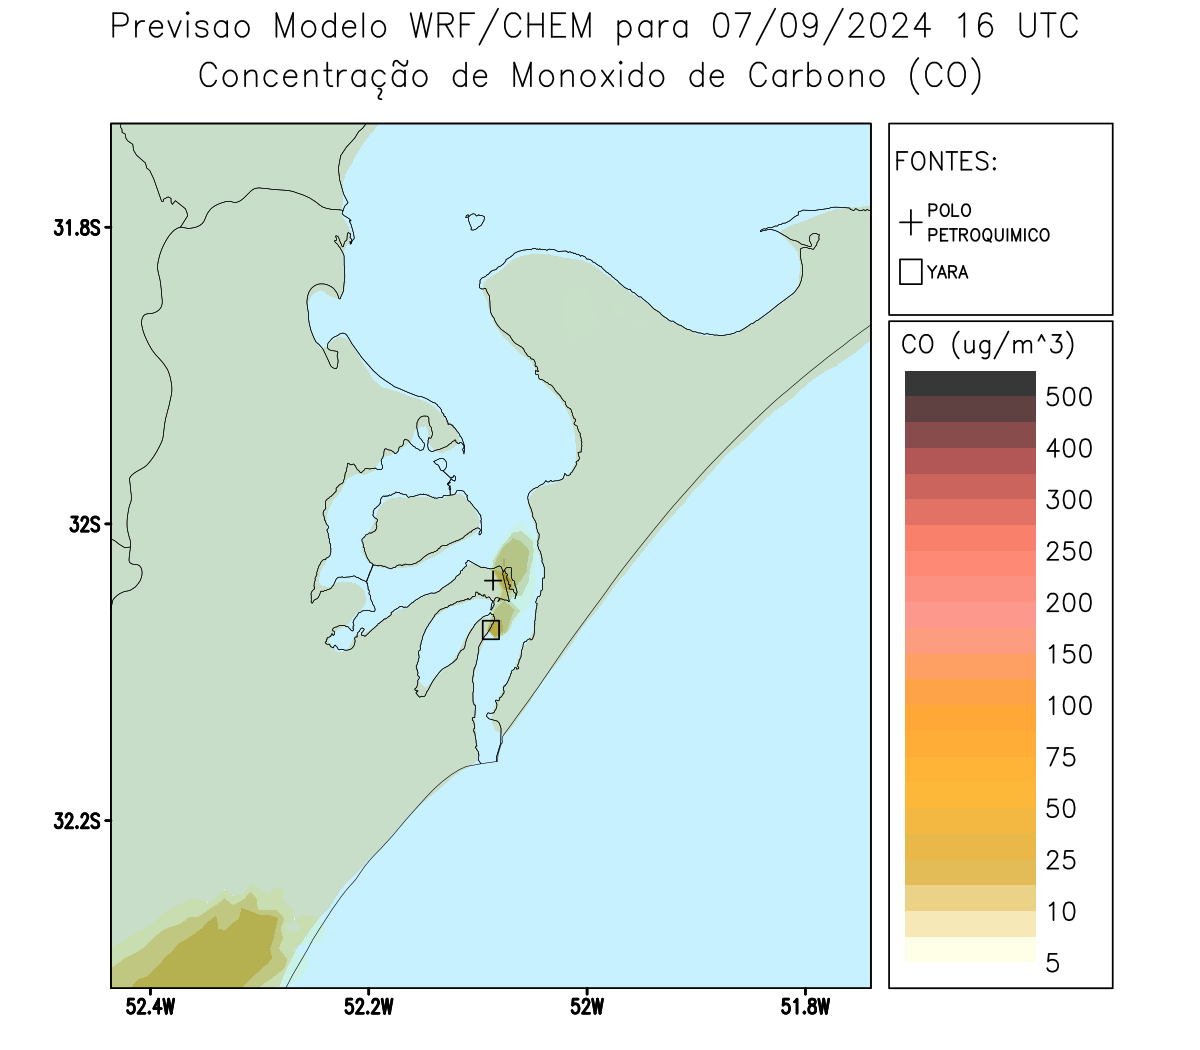 Previsao Modelo WRF/CHEM para 07/09/2024 16 UTC
Concentração de Monoxido de Carbono (CO)
FONTES:
POLO
PETROQUIMICO
YARA
CO (ug/m^3)
500
400
300
250
200
150
100
75
50
25
10
5
31.8S
32S
32.2S
52.4W
52.2W
52W
51.8W